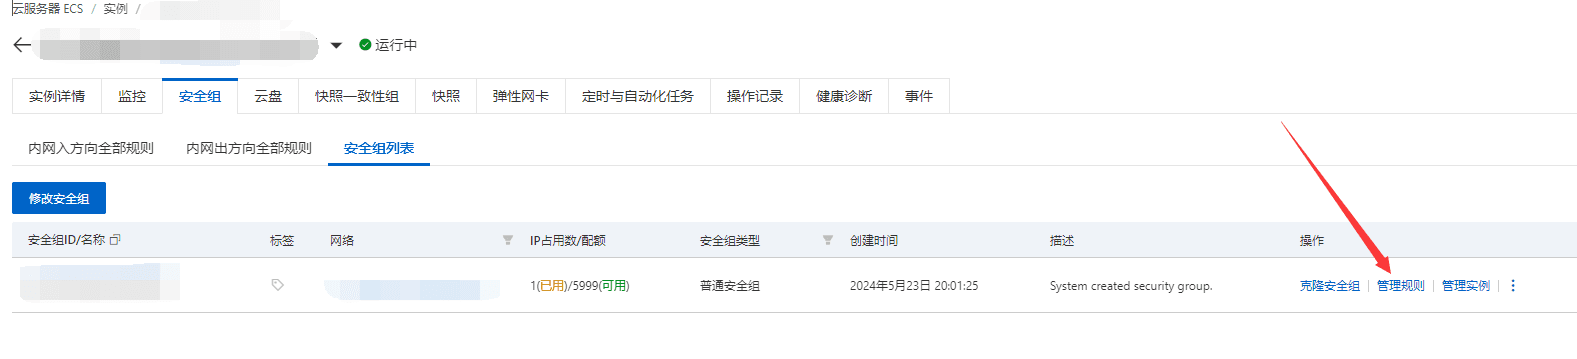 云服务器 ECS / 实例 /
运行中
实例详情 监控 安全组 云盘 快照一致性组 快照 弹性网卡 定时与自动化任务 操作记录 健康诊断 事件
内网入方向全部规则 内网出方向全部规则 安全组列表
修改安全组
安全组ID/名称 标签 网络 IP占用数/配额 安全组类型 创建时间 描述 操作
1(已用)/5999(可用) 普通安全组 2024年5月23日 20:01:25 System created security group. 克隆安全组 管理规则 管理实例